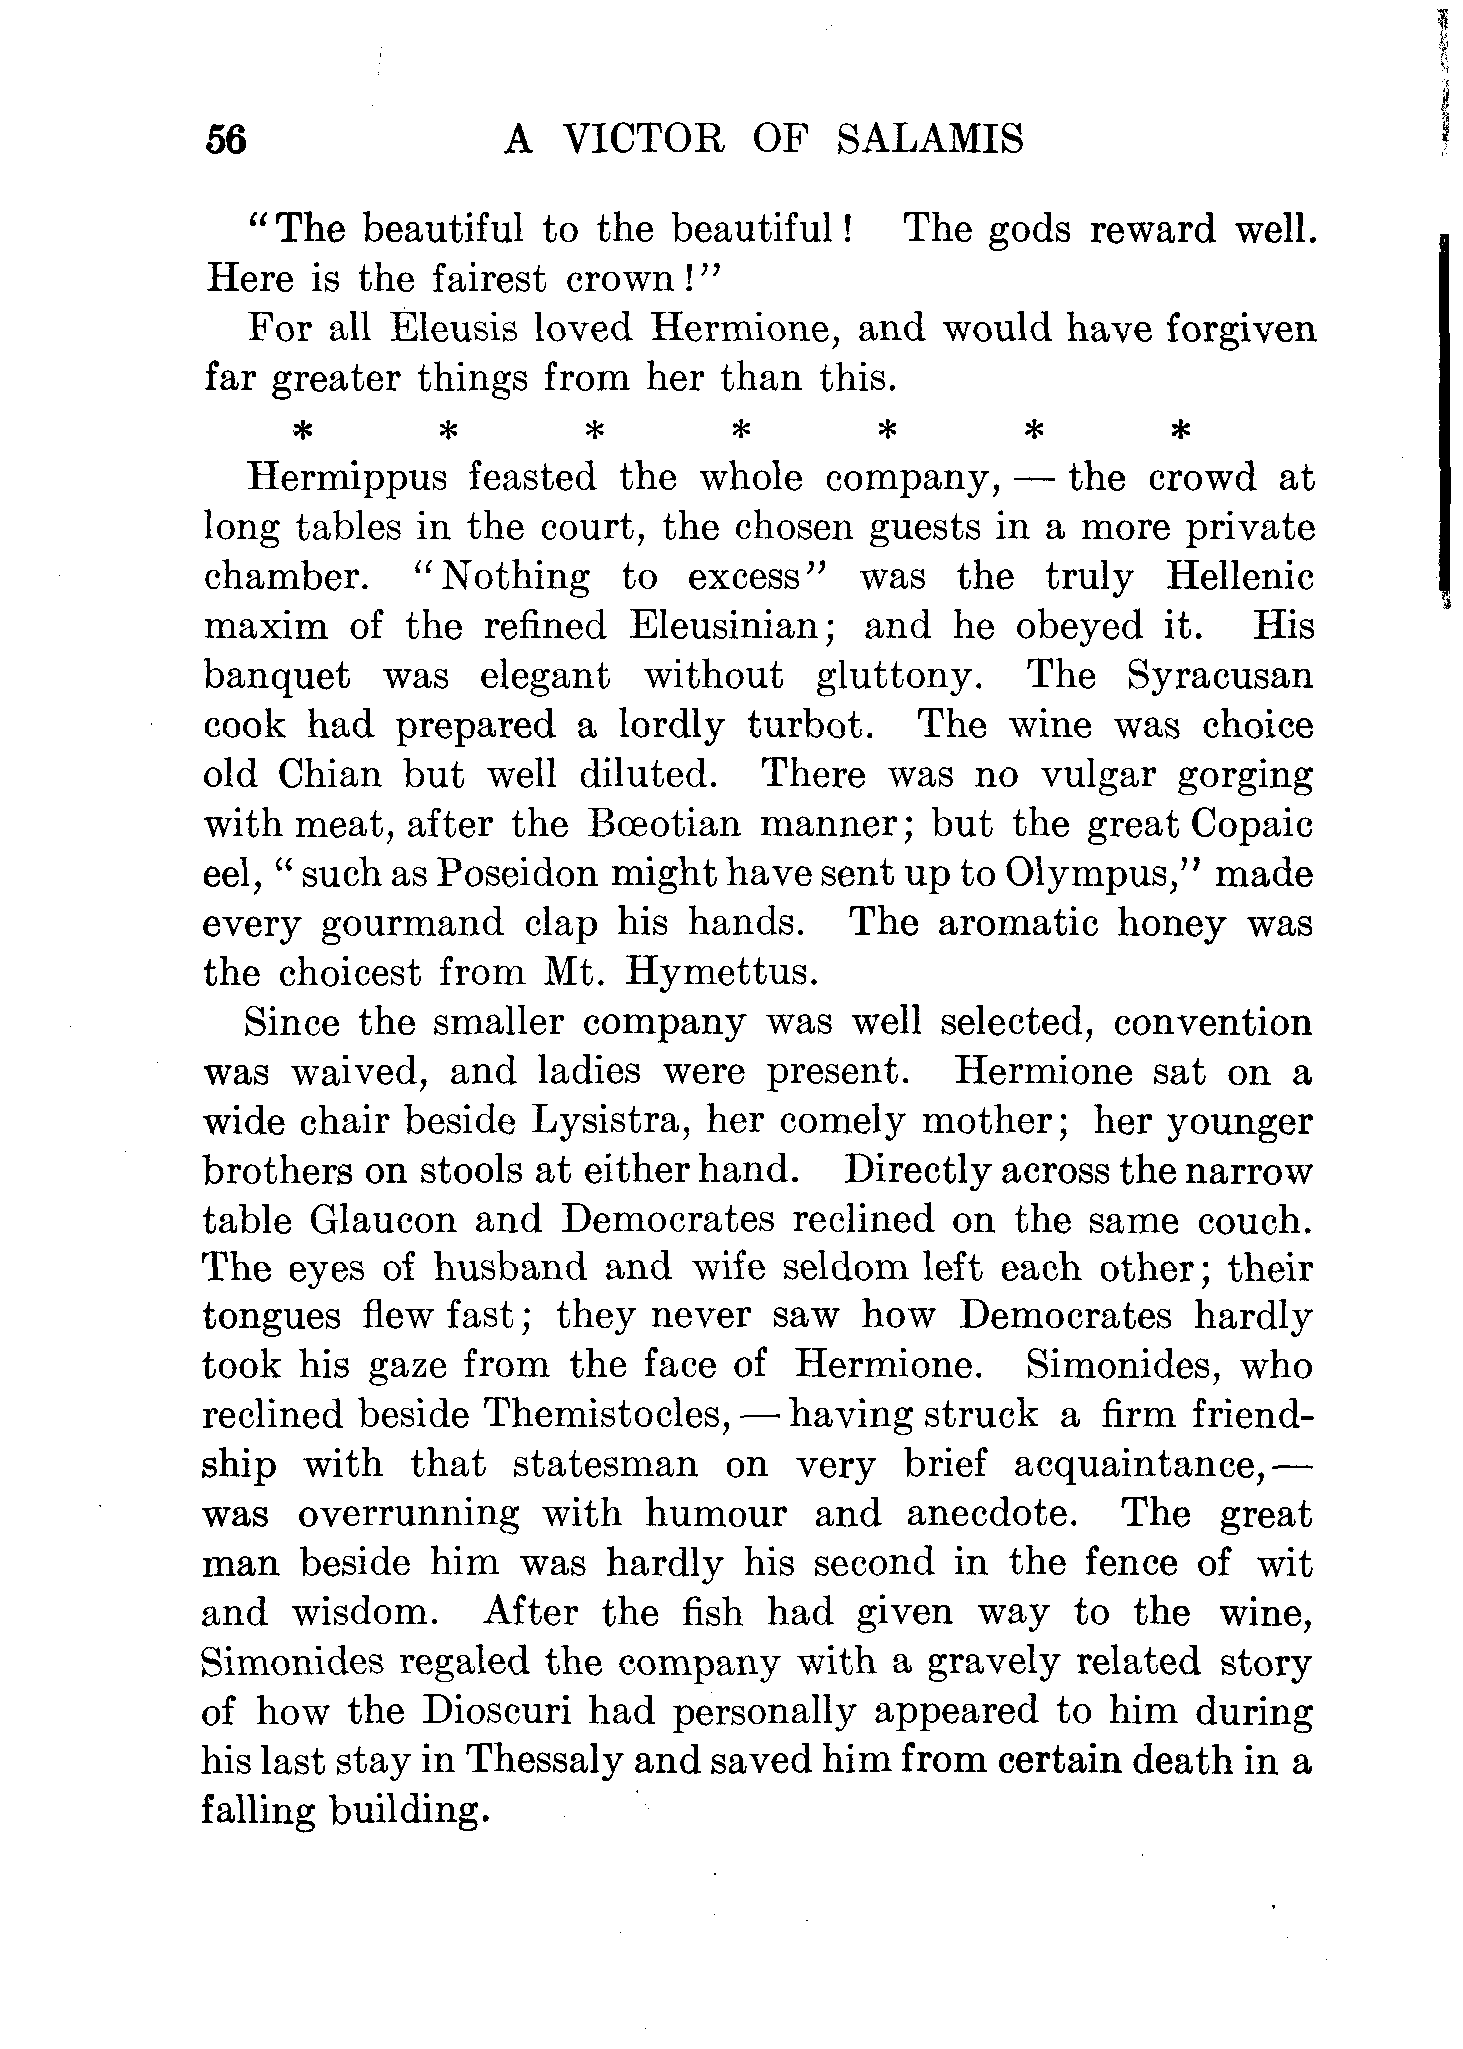 56 A VICTOR OF SALAMIS
“The beautiful to the beautiful! The gods reward well.
Here is the fairest crown!”
For all Eleusis loved Hermione, and would have forgiven
far greater things from her than this.
* * * * * * *
Hermippus feasted the whole company, — the crowd at
long tables in the court, the chosen guests in a more private
chamber. “Nothing to excess” was the truly Hellenic
maxim of the refined Eleusinian; and he obeyed it. His
banquet was elegant without gluttony. The Syracusan
cook had prepared a lordly turbot. The wine was choice
old Chian but well diluted. There was no vulgar gorging
with meat, after the Bœotian manner; but the great Copaic
eel, “such as Poseidon might have sent up to Olympus,” made
every gourmand clap his hands. The aromatic honey was
the choicest from Mt. Hymettus.
Since the smaller company was well selected, convention
was waived, and ladies were present. Hermione sat on a
wide chair beside Lysistra, her comely mother; her younger
brothers on stools at either hand. Directly across the narrow
table Glaucon and Democrates reclined on the same couch.
The eyes of husband and wife seldom left each other; their
tongues flew fast; they never saw how Democrates hardly
took his gaze from the face of Hermione. Simonides, who
reclined beside Themistocles, — having struck a firm friend-
ship with that statesman on very brief acquaintance, —
was overrunning with humour and anecdote. The great
man beside him was hardly his second in the fence of wit
and wisdom. After the fish had given way to the wine,
Simonides regaled the company with a gravely related story
of how the Dioscuri had personally appeared to him during
his last stay in Thessaly and saved him from certain death in a
falling building.